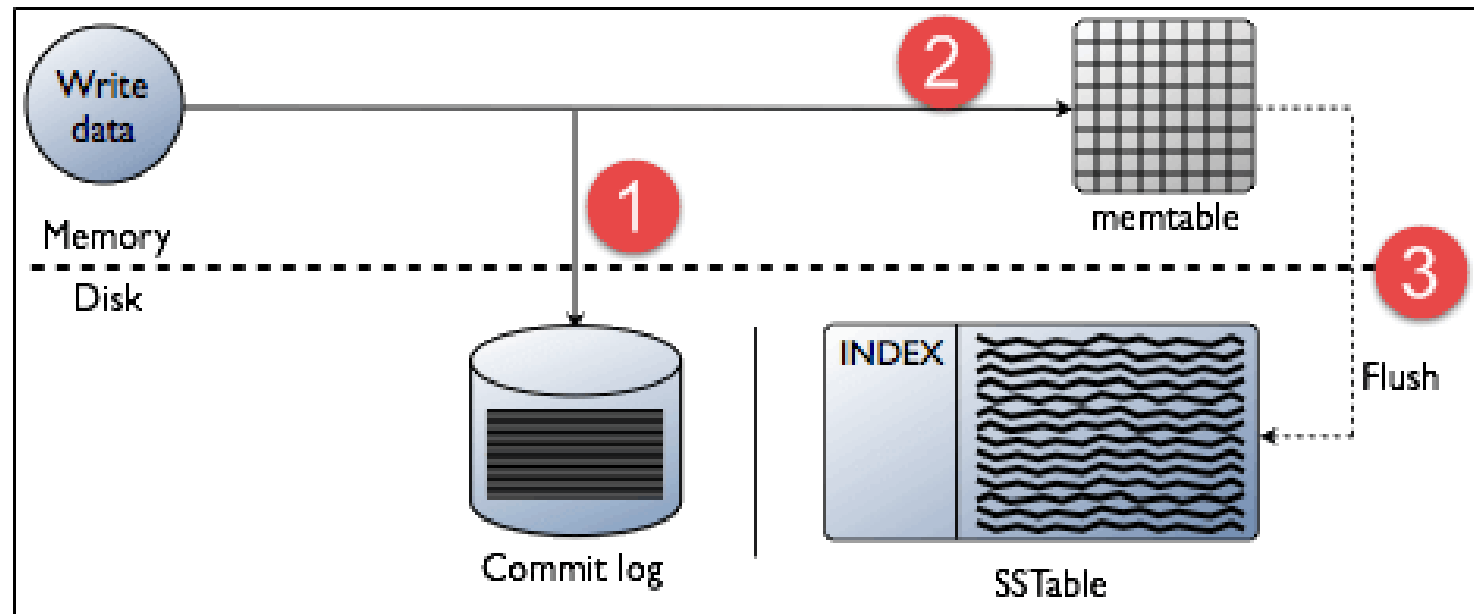 Write
data
2
1
memtable
Memory
3
Disk
INDEX
Flush
Commit log
SSTable